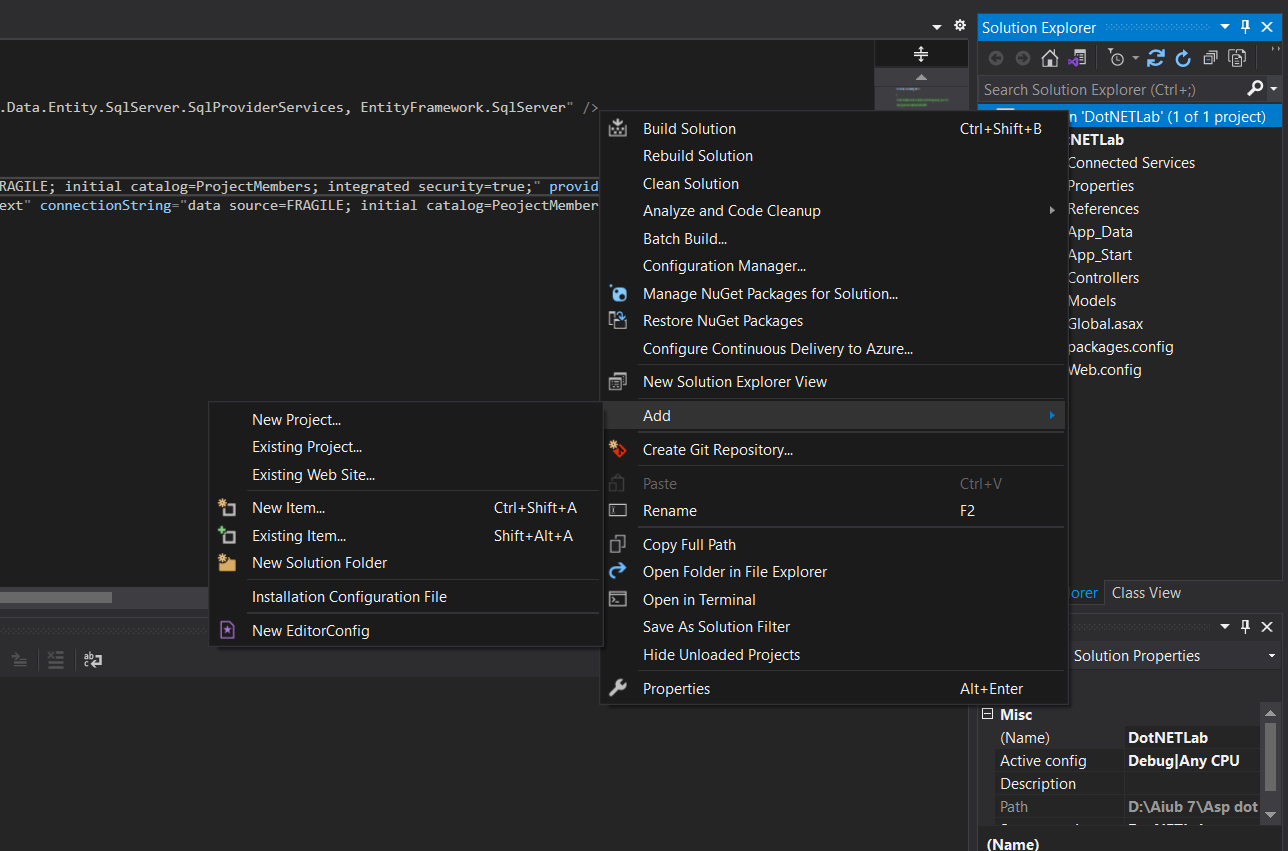 Solution Explorer
Search Solution Explorer (Ctrl+;)
.Data.Entity.SqlServer.SqlProviderServices, EntityFramework.SqlServer" />
RAGILE; initial catalog=ProjectMembers; integrated security=true;" provid
ext" connectionString="data source=FRAGILE; initial catalog=PeojectMember
n 'DotNETLab' (1 of 1 project)
tNETLab
Connected Services
Properties
References
App_Data
App_Start
Controllers
Models
Global.asax
packages.config
Web.config
Build Solution Ctrl+Shift+B
Rebuild Solution
Clean Solution
Analyze and Code Cleanup
Batch Build...
Configuration Manager...
Manage NuGet Packages for Solution...
Restore NuGet Packages
Configure Continuous Delivery to Azure...
New Solution Explorer View
Add
Create Git Repository...
Paste Ctrl+V
Rename F2
Copy Full Path
Open Folder in File Explorer
Open in Terminal
Save As Solution Filter
Hide Unloaded Projects
Properties Alt+Enter
New Project...
Existing Project...
Existing Web Site...
New Item... Ctrl+Shift+A
Existing Item... Shift+Alt+A
New Solution Folder
Installation Configuration File
New EditorConfig
orer Class View
Solution Properties
Misc
(Name) DotNETLab
Active config Debug|Any CPU
Description
Path D:\Aiub 7\Asp dot
(Name)